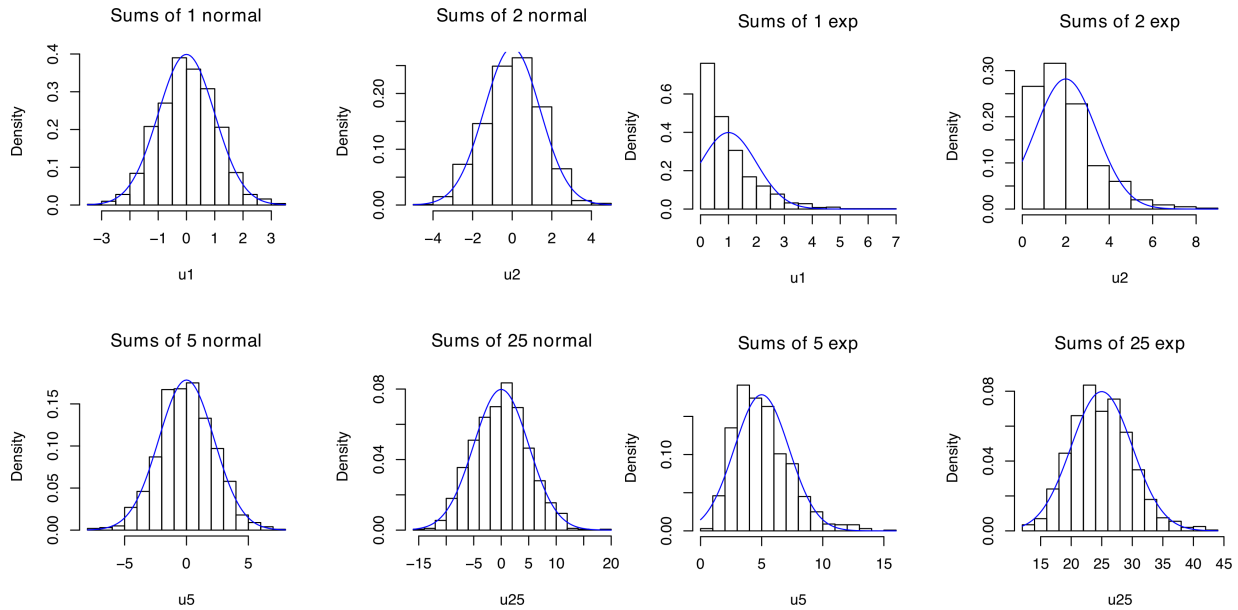 Sums of 1 normal
Density
0.0 0.1 0.2 0.3 0.4
−3 −1 0 1 2 3
u1
Sums of 2 normal
Density
0.00 0.10 0.20
−4 −2 0 2 4
u2
Sums of 1 exp
Density
0.0 0.2 0.4 0.6
0 1 2 3 4 5 6 7
u1
Sums of 2 exp
Density
0.00 0.10 0.20 0.30
0 2 4 6 8
u2
Sums of 5 normal
Density
0.00 0.05 0.10 0.15
−5 0 5
u5
Sums of 25 normal
Density
0.00 0.04 0.08
−15 −5 0 5 10 20
u25
Sums of 5 exp
Density
0.00 0.10
0 5 10 15
u5
Sums of 25 exp
Density
0.00 0.04 0.08
15 20 25 30 35 40 45
u25